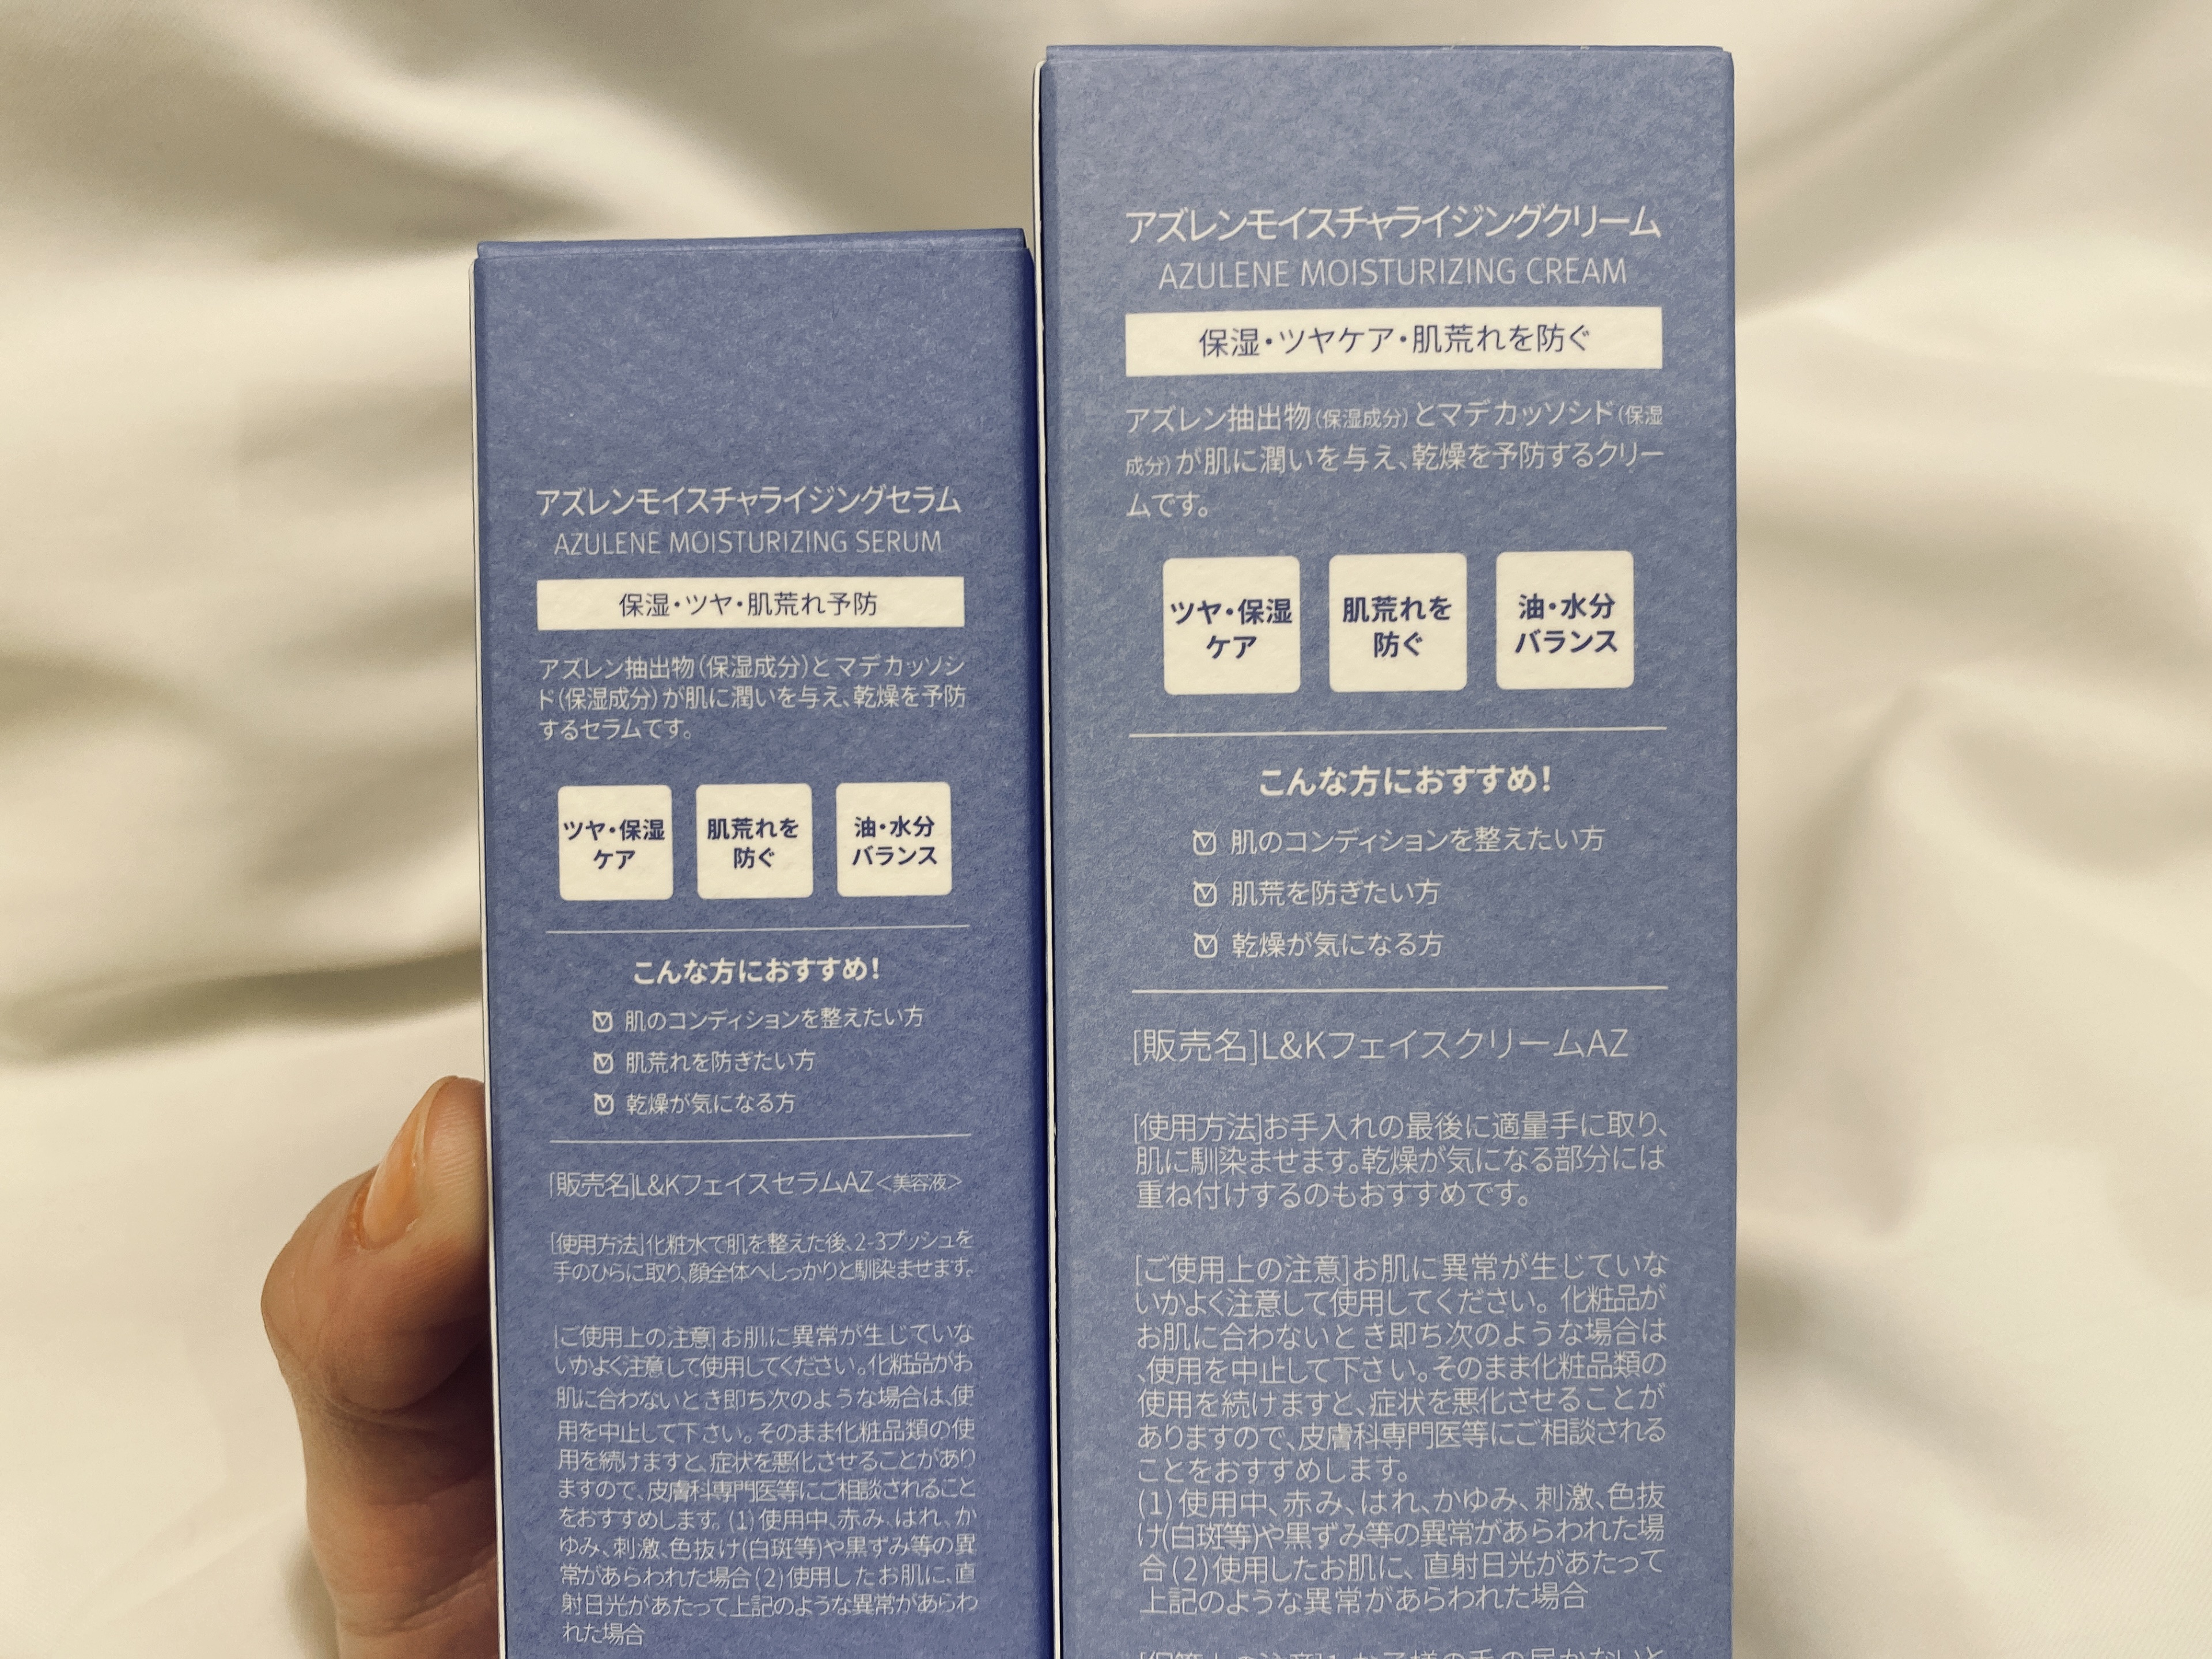 アズレンモイスチャライジングセラム
AZULENE MOISTURIZING SERUM
保湿・ツヤ・肌荒れ予防
アズレン抽出物(保湿成分)とマデカッソシ
ド(保湿成分)が肌に潤いを与え、乾燥を予防
するセラムです。
ツヤ・保湿
ケア
肌荒れを
防ぐ
油・水分
バランス
こんな方におすすめ!
肌のコンディションを整えたい方
肌荒れを防ぎたい方
乾燥が気になる方
[販売名]L&KフェイスセラムAZ<美容液>
[使用方法]化粧水で肌を整えた後、2-3プッシュを
手のひらに取り、顔全体へしっかりと馴染ませます。
[ご使用上の注意]お肌に異常が生じていな
いかよく注意して使用してください。化粧品がお
肌に合わないとき即ち次のような場合は、使
用を中止して下さい。そのまま化粧品類の使
用を続けますと、症状を悪化させることがあり
ますので、皮膚科専門医等にご相談されること
をおすすめします。(1)使用中、赤み、はれ、か
ゆみ、刺激、色抜け(白斑等)や黒ずみ等の異
常があらわれた場合(2)使用したお肌に、直
射日光があたって上記のような異常があらわ
れた場合
アズレンモイスチャライジングクリーム
AZULENE MOISTURIZING CREAM
保湿・ツヤケア・肌荒れを防ぐ
アズレン抽出物(保湿成分)とマデカッソシド(保湿
成分)が肌に潤いを与え、乾燥を予防するクリー
ムです。
ツヤ・保湿
ケア
肌荒れを
防ぐ
油・水分
バランス
こんな方におすすめ!
肌のコンディションを整えたい方
肌荒を防ぎたい方
乾燥が気になる方
[販売名]L&KフェイスクリームAZ
[使用方法]お手入れの最後に適量手に取り、
肌に馴染ませます。乾燥が気になる部分には
重ね付けするのもおすすめです。
[ご使用上の注意]お肌に異常が生じていな
いかよく注意して使用してください。化粧品が
お肌に合わないとき即ち次のような場合は
、使用を中止して下さい。そのまま化粧品類の
使用を続けますと、症状を悪化させることが
ありますので、皮膚科専門医等にご相談される
ことをおすすめします。
(1)使用中、赤み、はれ、かゆみ、刺激、色抜
け(白斑等)や黒ずみ等の異常があらわれた場
合(2)使用したお肌に、直射日光があたって
上記のような異常があらわれた場合